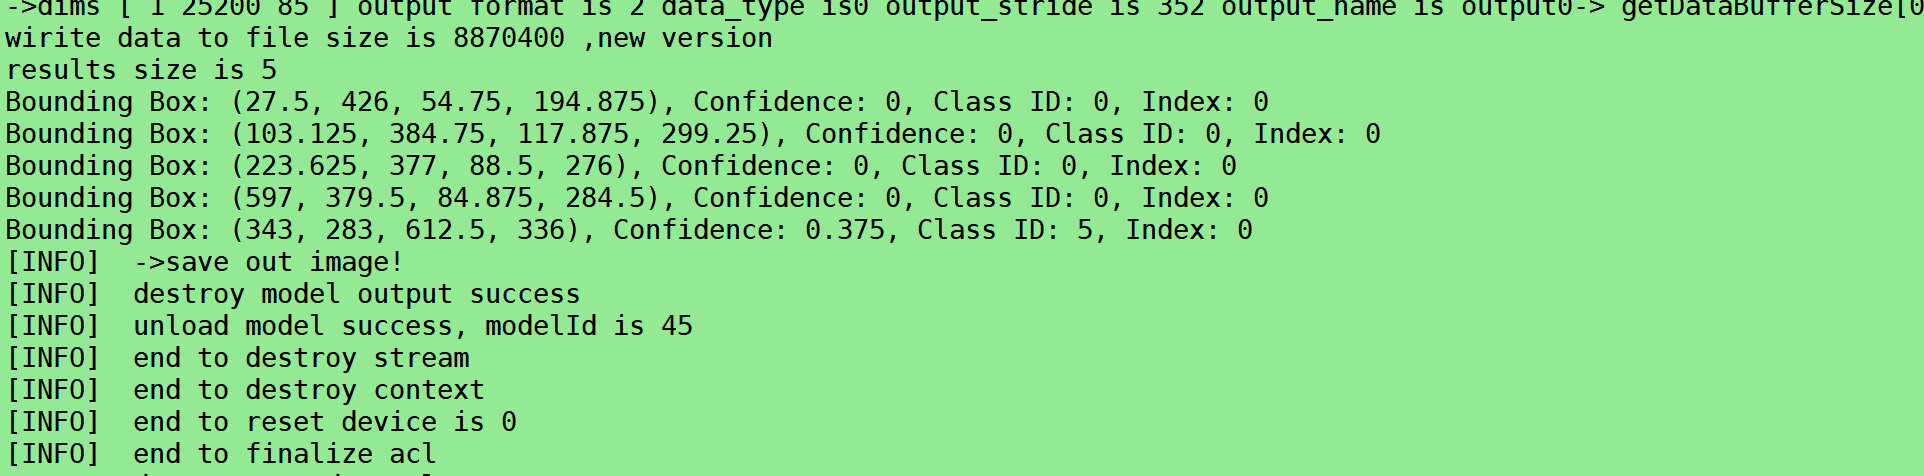 ->dims [ 1 25200 85 ] output format is 2 data_type is0 output_stride is 352 output_name is output0-> getDataBufferSize[0
wirite data to file size is 8870400 ,new version
results size is 5
Bounding Box: (27.5, 426, 54.75, 194.875), Confidence: 0, Class ID: 0, Index: 0
Bounding Box: (103.125, 384.75, 117.875, 299.25), Confidence: 0, Class ID: 0, Index: 0
Bounding Box: (223.625, 377, 88.5, 276), Confidence: 0, Class ID: 0, Index: 0
Bounding Box: (597, 379.5, 84.875, 284.5), Confidence: 0, Class ID: 0, Index: 0
Bounding Box: (343, 283, 612.5, 336), Confidence: 0.375, Class ID: 5, Index: 0
[INFO]  ->save out image!
[INFO]  destroy model output success
[INFO]  unload model success, modelId is 45
[INFO]  end to destroy stream
[INFO]  end to destroy context
[INFO]  end to reset device is 0
[INFO]  end to finalize acl